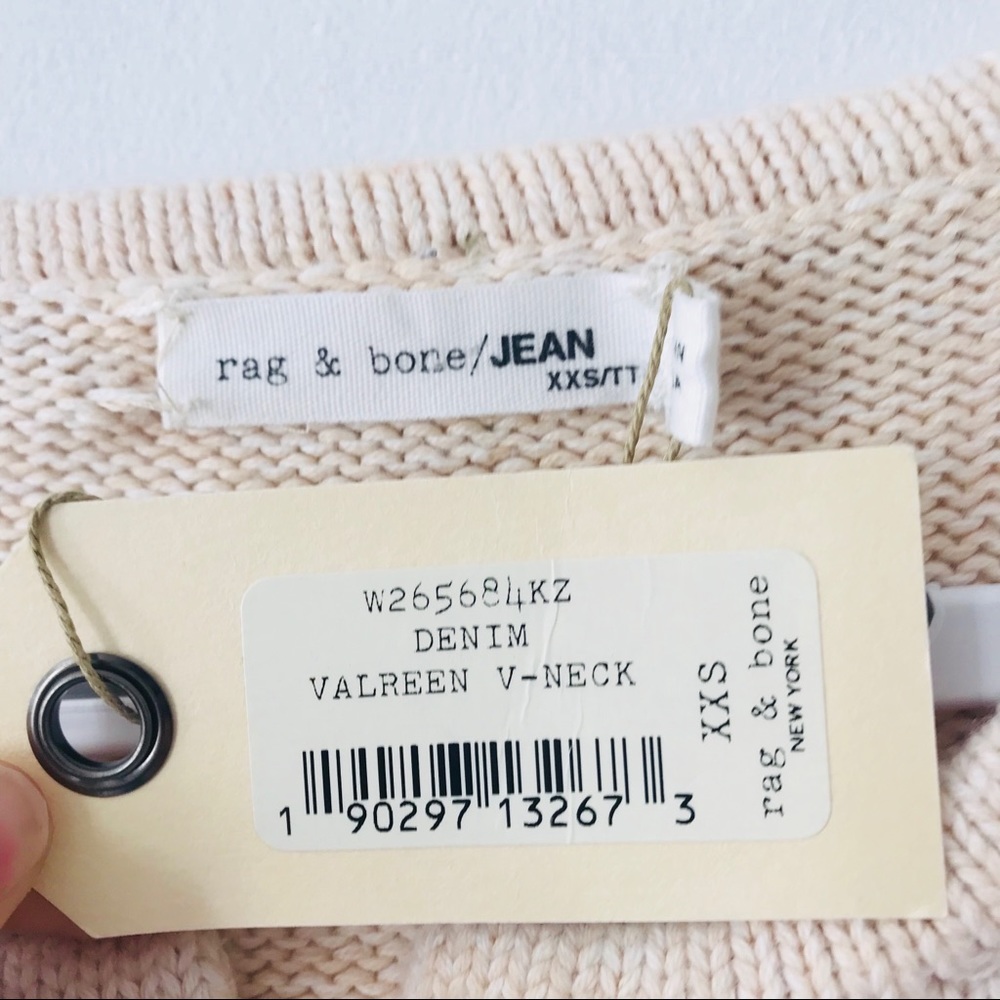 rag & bone/JEAN
XXS/TT
W265684KZ
DENIM
VALREEN V-NECK
1 90297 13267 3
XXS
rag & bone
NEW YORK